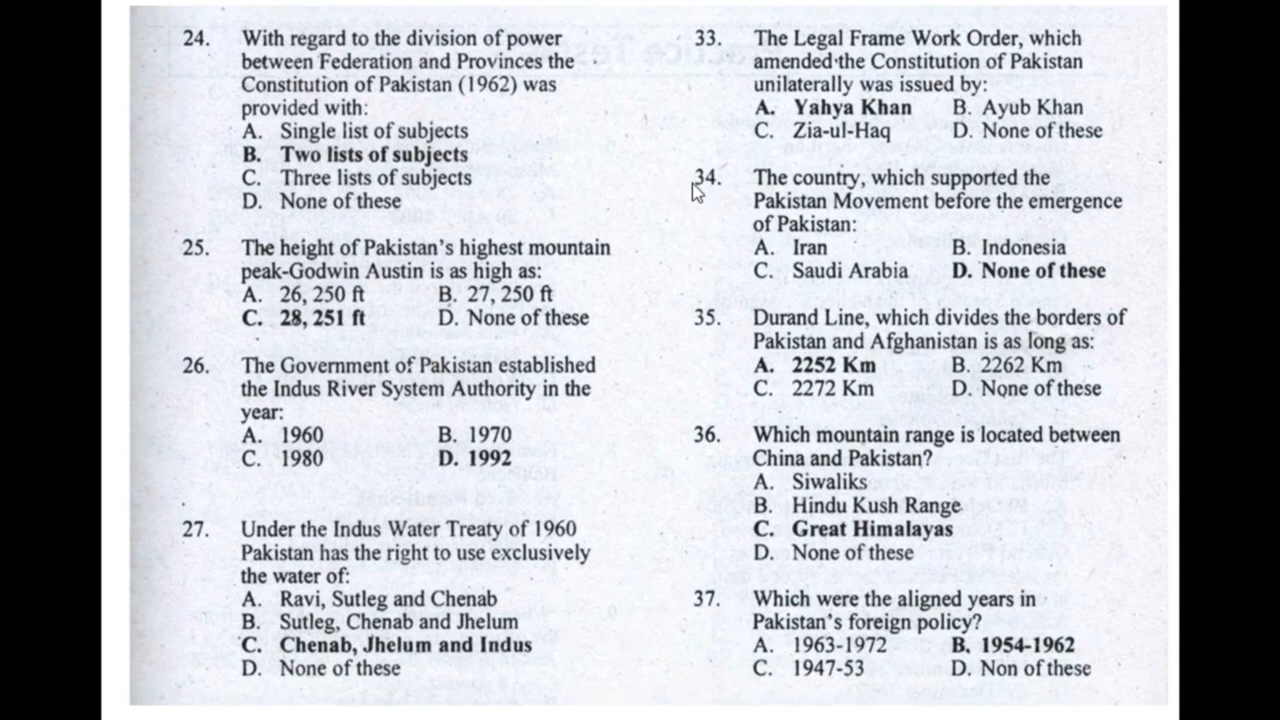 24. With regard to the division of power
between Federation and Provinces the
Constitution of Pakistan (1962) was
provided with:
A. Single list of subjects
B. Two lists of subjects
C. Three lists of subjects
D. None of these
25. The height of Pakistan's highest mountain
peak-Godwin Austin is as high as:
A. 26, 250 ft B. 27, 250 ft
C. 28, 251 ft D. None of these
26. The Government of Pakistan established
the Indus River System Authority in the
year:
A. 1960 B. 1970
C. 1980 D. 1992
27. Under the Indus Water Treaty of 1960
Pakistan has the right to use exclusively
the water of:
A. Ravi, Sutleg and Chenab
B. Sutleg, Chenab and Jhelum
C. Chenab, Jhelum and Indus
D. None of these
33. The Legal Frame Work Order, which
amended the Constitution of Pakistan
unilaterally was issued by:
A. Yahya Khan B. Ayub Khan
C. Zia-ul-Haq D. None of these
34. The country, which supported the
Pakistan Movement before the emergence
of Pakistan:
A. Iran B. Indonesia
C. Saudi Arabia D. None of these
35. Durand Line, which divides the borders of
Pakistan and Afghanistan is as long as:
A. 2252 Km B. 2262 Km
C. 2272 Km D. None of these
36. Which mountain range is located between
China and Pakistan?
A. Siwaliks
B. Hindu Kush Range
C. Great Himalayas
D. None of these
37. Which were the aligned years in
Pakistan's foreign policy?
A. 1963-1972 B. 1954-1962
C. 1947-53 D. Non of these